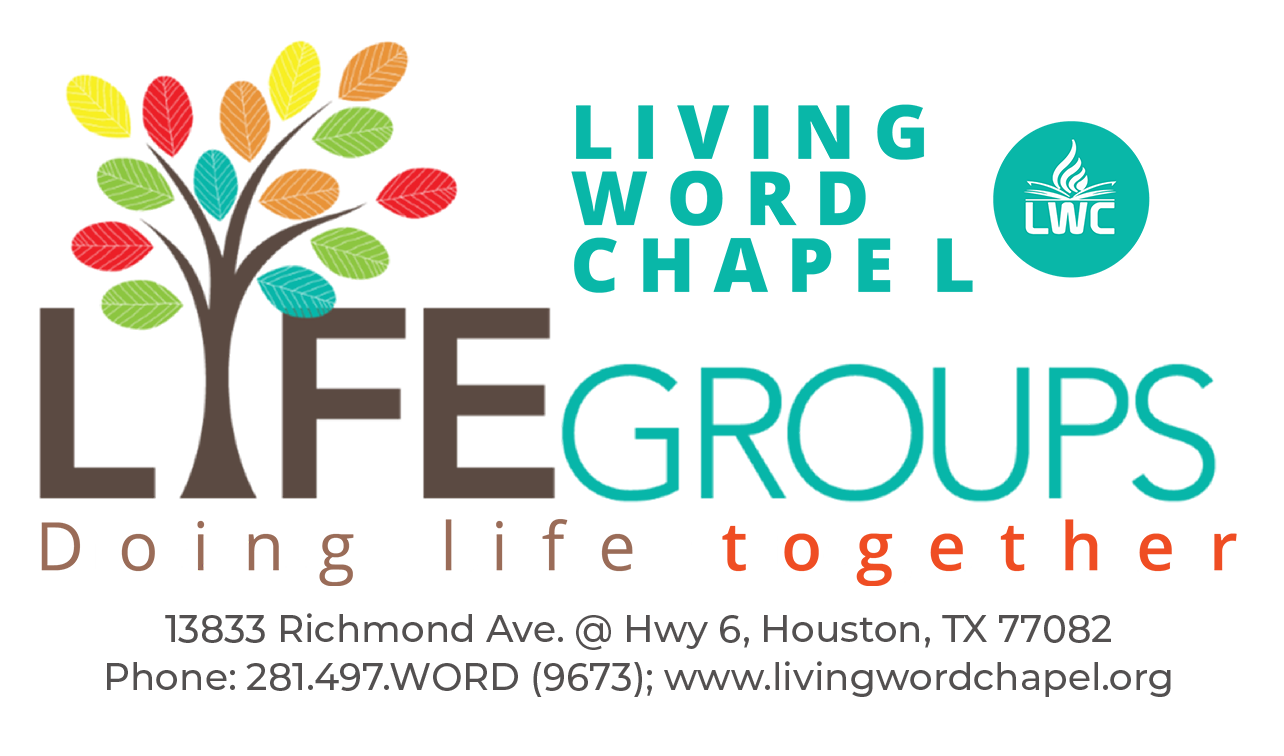 LIVING
WORD
CHAPEL
LWC
LIFEGROUPS
Doing life together
13833 Richmond Ave. @ Hwy 6, Houston, TX 77082
Phone: 281.497.WORD (9673); www.livingwordchapel.org